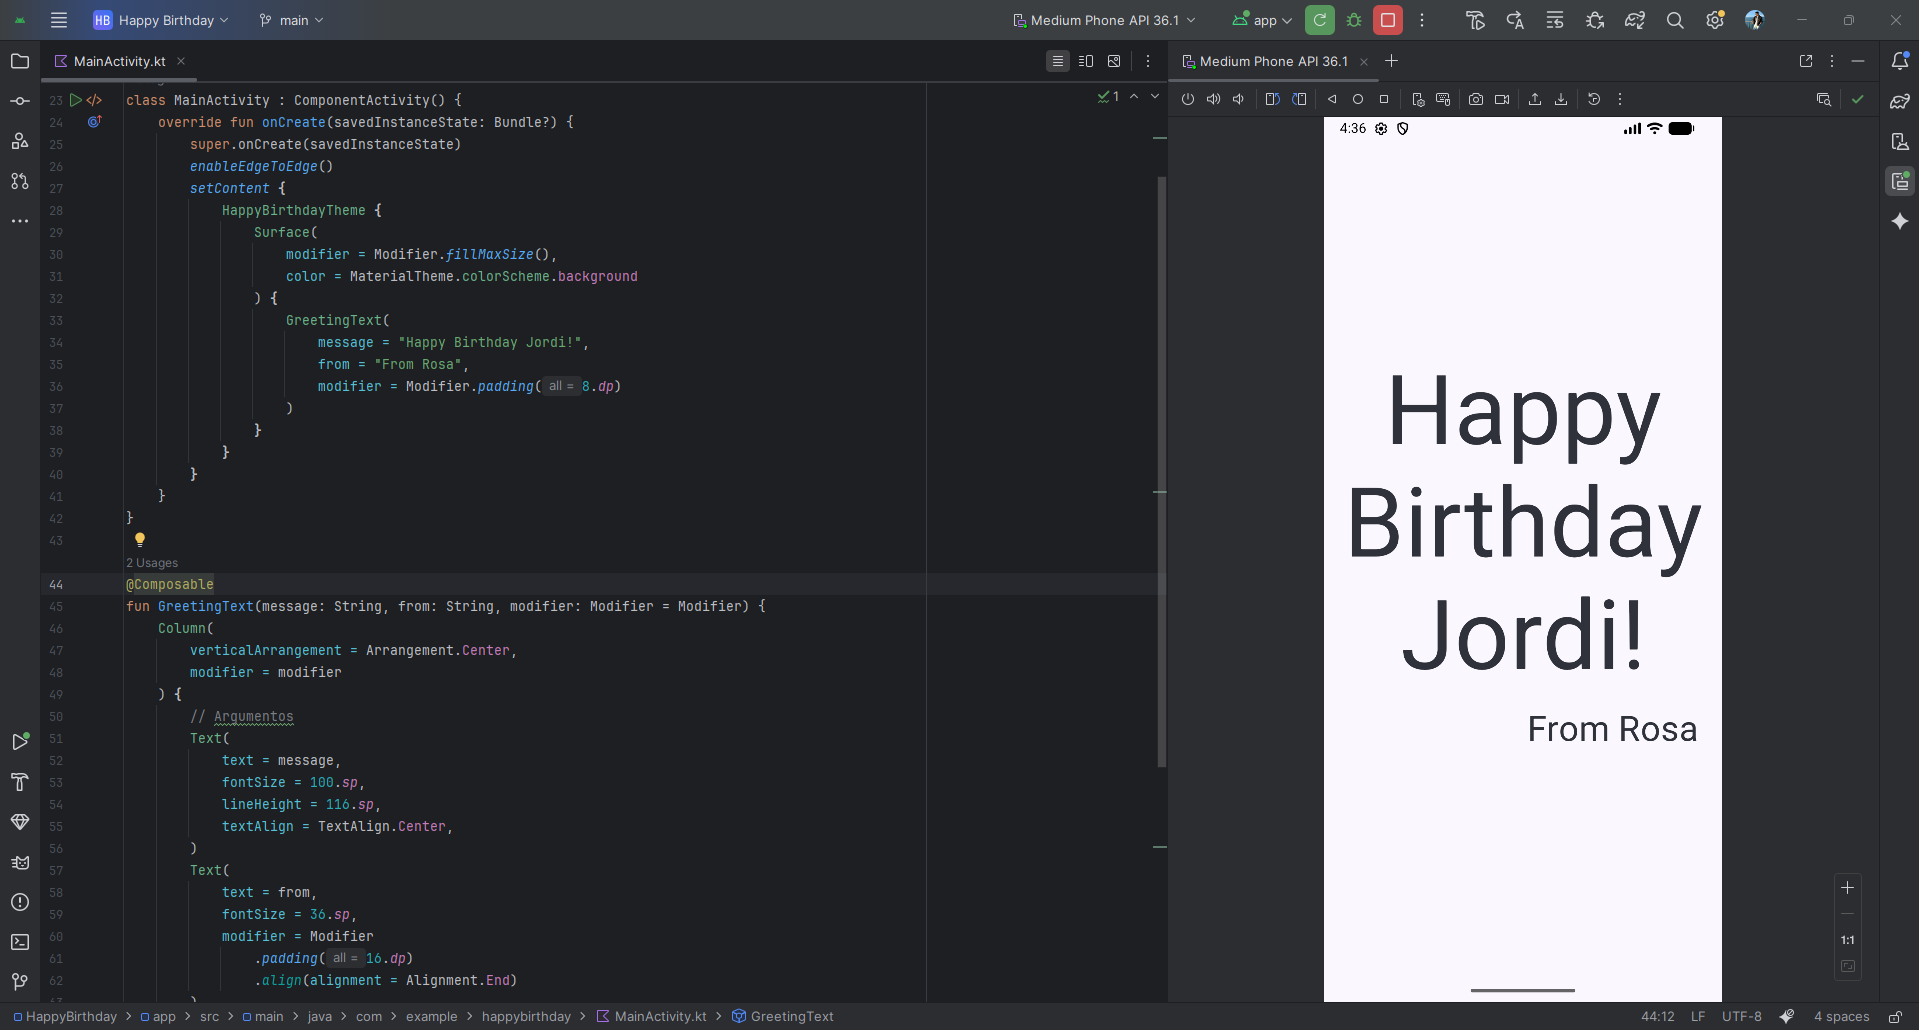 HB Happy Birthday main Medium Phone API 36.1 app
MainActivity.kt
Medium Phone API 36.1
1
23 class MainActivity : ComponentActivity() {
24 override fun onCreate(savedInstanceState: Bundle?) {
25 super.onCreate(savedInstanceState)
26 enableEdgeToEdge()
27 setContent {
28 HappyBirthdayTheme {
29 Surface(
30 modifier = Modifier.fillMaxSize(),
31 color = MaterialTheme.colorScheme.background
32 ) {
33 GreetingText(
34 message = "Happy Birthday Jordi!",
35 from = "From Rosa",
36 modifier = Modifier.padding( all = 8.dp)
37 )
38 }
39 }
40 }
41 }
42 }
43
2 Usages
44 @Composable
45 fun GreetingText(message: String, from: String, modifier: Modifier = Modifier) {
46 Column(
47 verticalArrangement = Arrangement.Center,
48 modifier = modifier
49 ) {
50 // Argumentos
51 Text(
52 text = message,
53 fontSize = 100.sp,
54 lineHeight = 116.sp,
55 textAlign = TextAlign.Center,
56 )
57 Text(
58 text = from,
59 fontSize = 36.sp,
60 modifier = Modifier
61 .padding( all = 16.dp)
62 .align(alignment = Alignment.End)
4:36
Happy
Birthday
Jordi!
From Rosa
1:1
HappyBirthday > app > src > main > java > com > example > happybirthday > MainActivity.kt > GreetingText
44:12 LF UTF-8 4 spaces